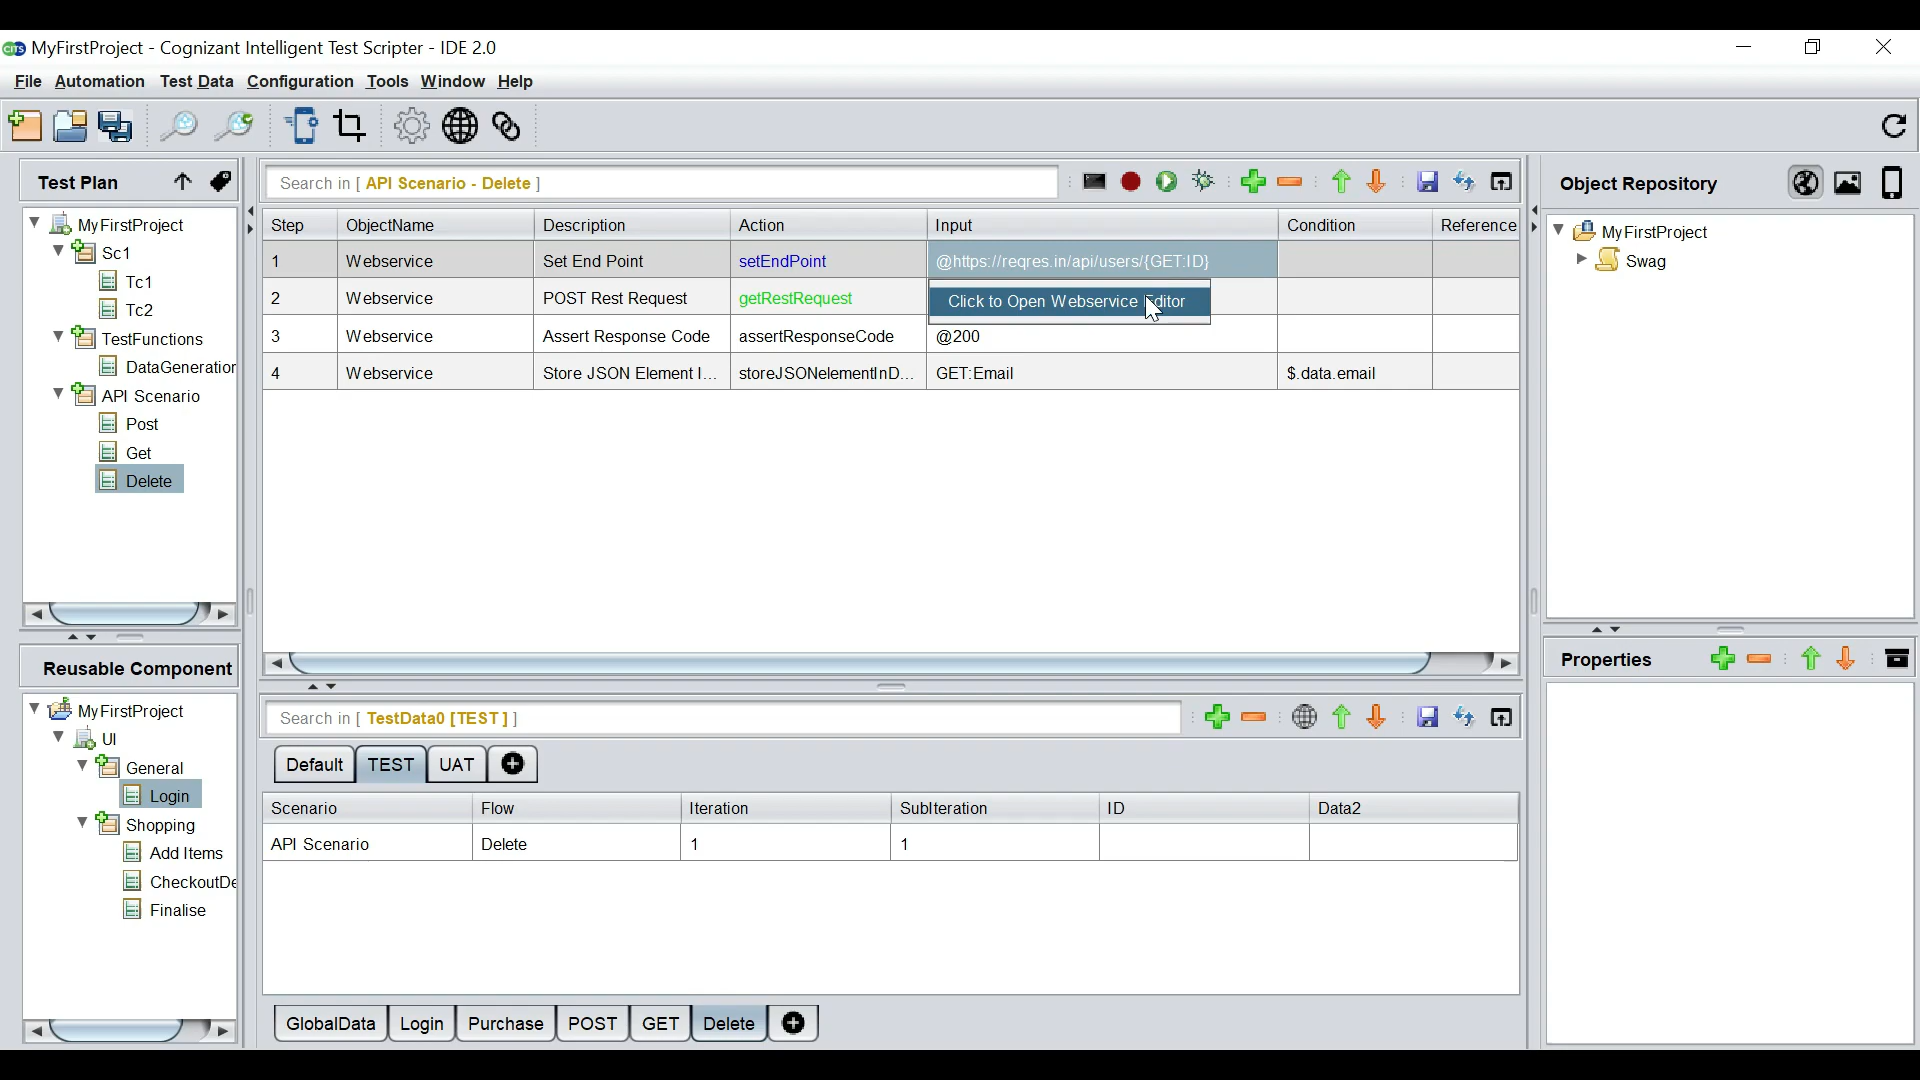 CITS MyFirstProject - Cognizant Intelligent Test Scripter - IDE 2.0
File Automation Test Data Configuration Tools Window Help
Test Plan
MyFirstProject
Sc1
Tc1
Tc2
TestFunctions
DataGeneration
API Scenario
Post
Get
Delete
Reusable Component
MyFirstProject
UI
General
Login
Shopping
Add Items
CheckoutDe
Finalise
Search in [ API Scenario - Delete ]
Step ObjectName Description Action Input Condition Reference
1 Webservice Set End Point setEndPoint @https://reqres.in/api/users/{GET:ID}
2 Webservice POST Rest Request getRestRequest
Click to Open Webservice Editor
3 Webservice Assert Response Code assertResponseCode @200
4 Webservice Store JSON Element I... storeJSONelementInD... GET:Email $.data.email
Search in [ TestData0 [TEST] ]
Default TEST UAT
Scenario Flow Iteration SubIteration ID Data2
API Scenario Delete 1 1
GlobalData Login Purchase POST GET Delete
Object Repository
MyFirstProject
Swag
Properties